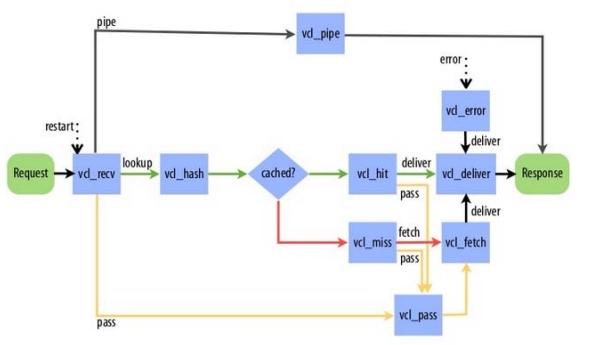 pipe
vcl_pipe
error
vcl_error
restart
deliver
Request
vcl_recv
lookup
vcl_hash
cached?
vcl_hit
deliver
vcl_deliver
Response
pass
deliver
vcl_miss
fetch
vcl_fetch
pass
vcl_pass
pass